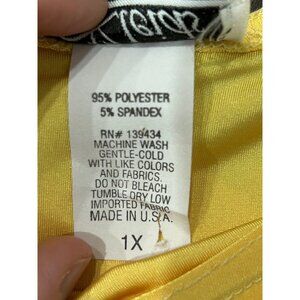 95% POLYESTER
5% SPANDEX
RN# 139434
MACHINE WASH
GENTLE-COLD
WITH LIKE COLORS
AND FABRICS.
DO NOT BLEACH
TUMBLE DRY LOW
IMPORTED FABRIC
MADE IN U.S.A.
1X